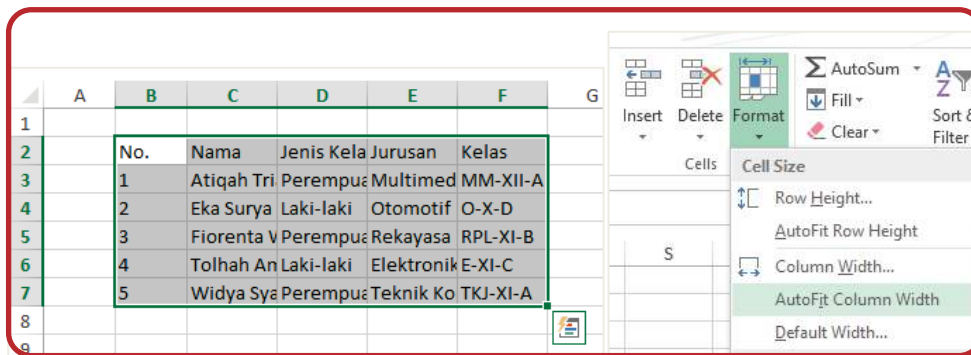 A B C D E F G
1
2 No. Nama Jenis Kela Jurusan Kelas
3 1 Atiqah Tri Perempua Multimed MM-XII-A
4 2 Eka Surya Laki-laki Otomotif O-X-D
5 3 Fiorenta Perempua Rekayasa RPL-XI-B
6 4 Tolhah Am Laki-laki Elektronik E-XI-C
7 5 Widya Sya Perempua Teknik Ko TKJ-XI-A
8
9
Insert Delete Format
Cells
AutoSum
Fill
Clear
Sort &
Filter
Cell Size
Row Height...
AutoFit Row Height
Column Width...
AutoFit Column Width
Default Width...
S